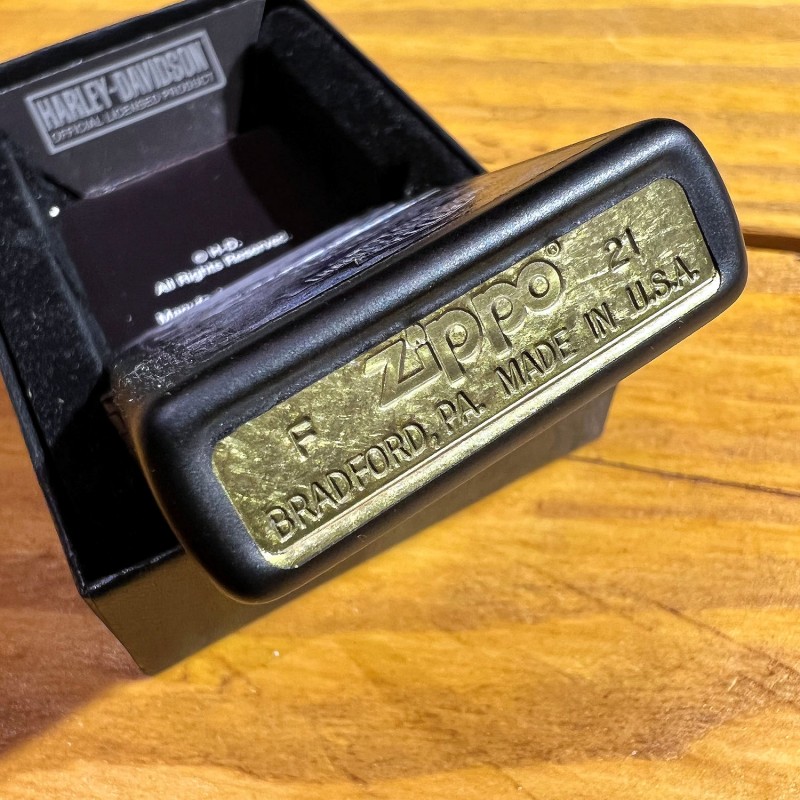 HARLEY-DAVIDSON
OFFICIAL LICENSED PRODUCT
© H-D.
All Rights Reserved.
F Zippo® 21
BRADFORD, PA. MADE IN U.S.A.